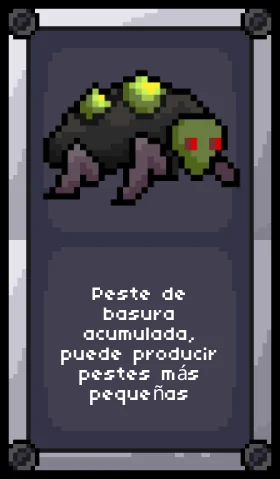 Peste de
basura
acumulada,
puede producir
pestes más
pequeñas